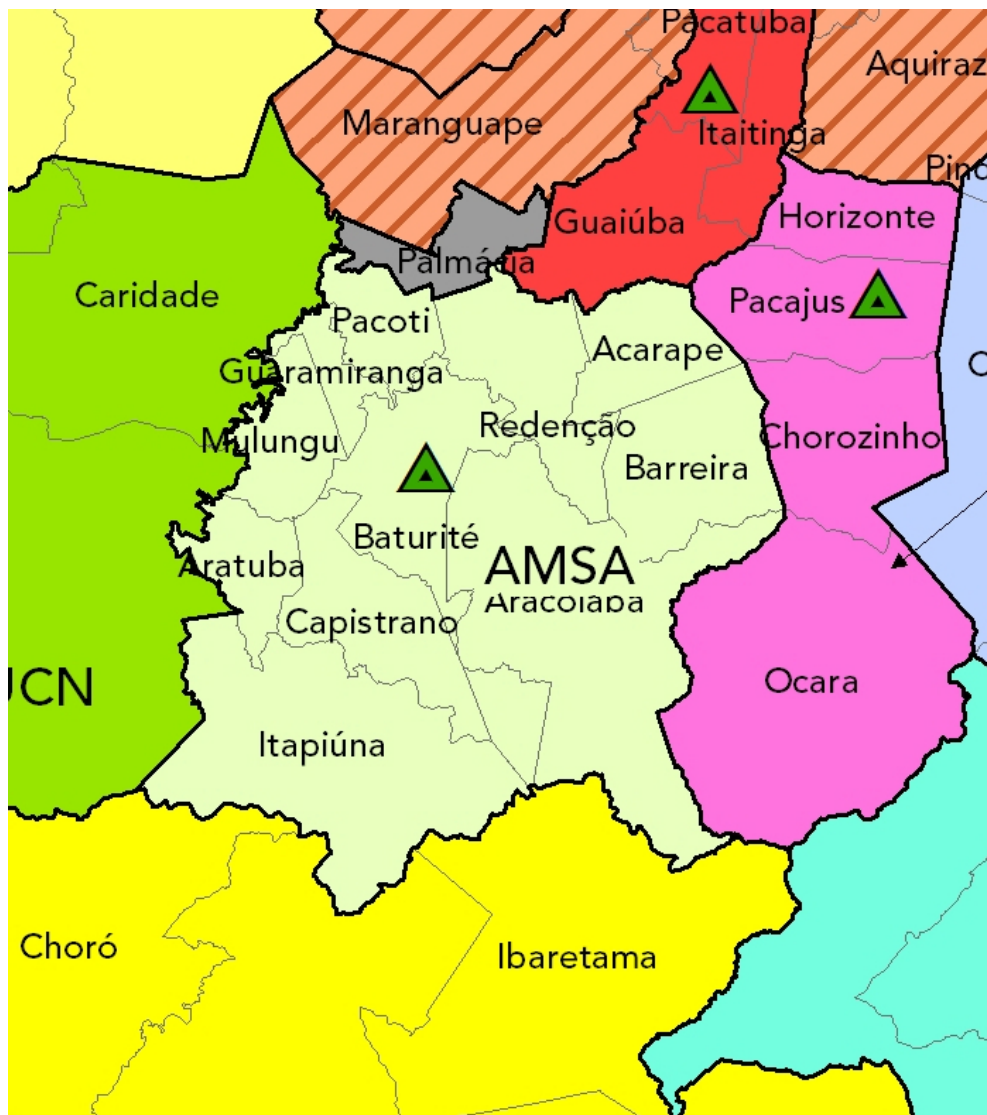 Pacatuba
Aquiraz
Maranguape
Itaitinga
Horizonte
Guaiúba
Palmácia
Caridade
Pacajus
Pacoti
Acarape
Guaramiranga
Redenção
Chorozinho
Mulungu
Barreira
Baturité
Aratuba
AMSA
Aracoiaba
Capistrano
JCN
Ocara
Itapiúna
Choró
Ibaretama